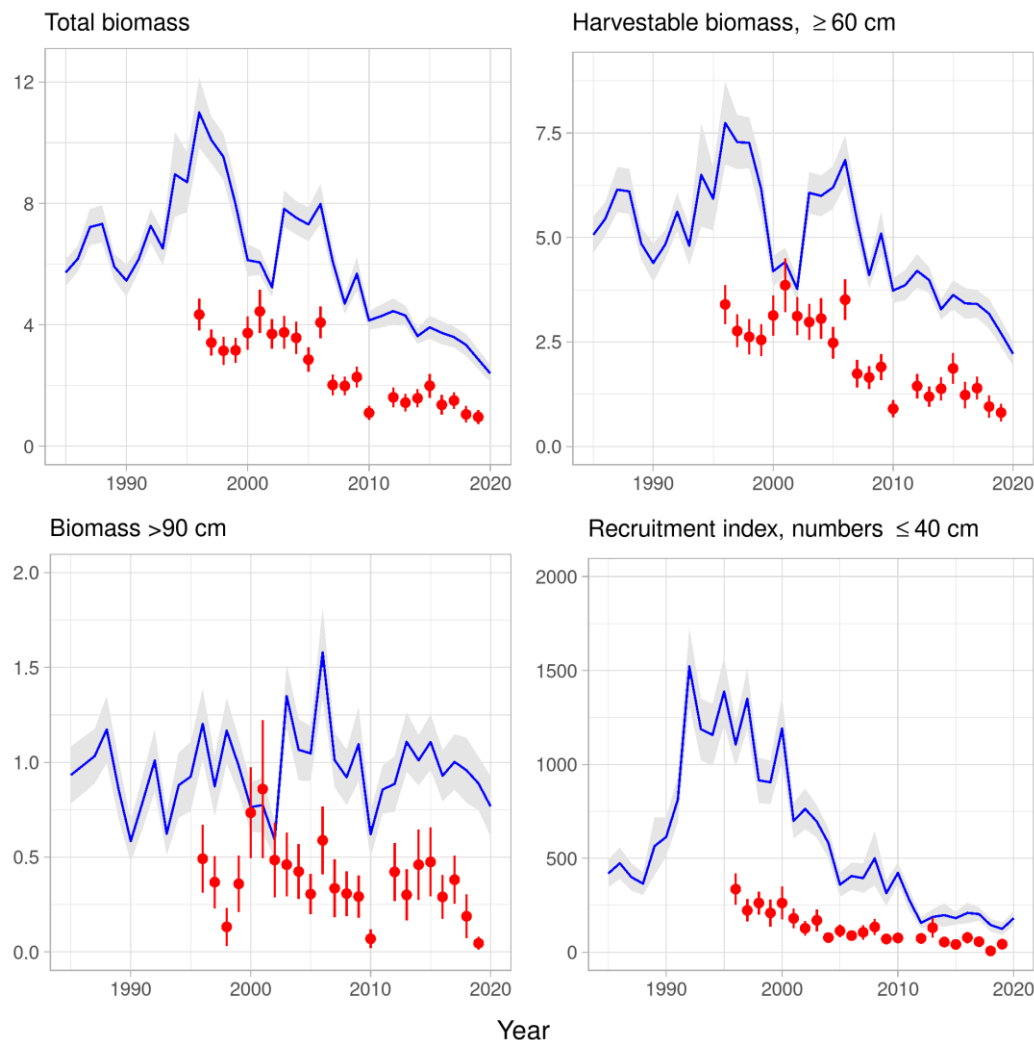 Total biomass
12
8
4
0
1990 2000 2010 2020
Harvestable biomass, ≥ 60 cm
7.5
5.0
2.5
0.0
1990 2000 2010 2020
Biomass >90 cm
2.0
1.5
1.0
0.5
0.0
1990 2000 2010 2020
Recruitment index, numbers ≤ 40 cm
2000
1500
1000
500
0
1990 2000 2010 2020
Year